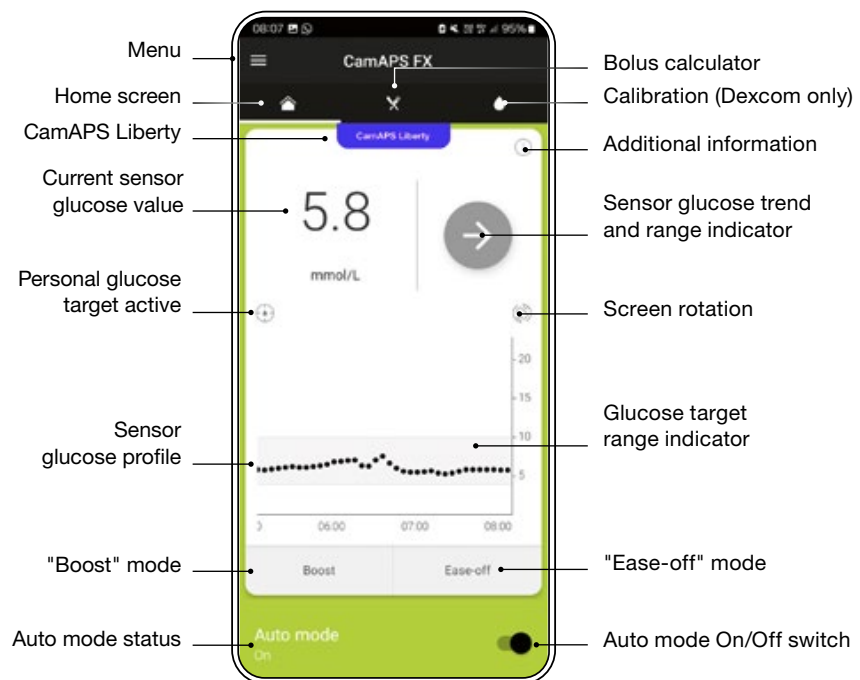 08:07 95%
Menu
CamAPS FX
Bolus calculator
Home screen
Calibration (Dexcom only)
CamAPS Liberty
CamAPS Liberty
Additional information
Current sensor
glucose value
5.8
mmol/L
Sensor glucose trend
and range indicator
Personal glucose
target active
Screen rotation
20
15
10
5
Glucose target
range indicator
Sensor
glucose profile
06:00 07:00 08:00
"Boost" mode
Boost
Ease-off
"Ease-off" mode
Auto mode status
Auto mode
On
Auto mode On/Off switch